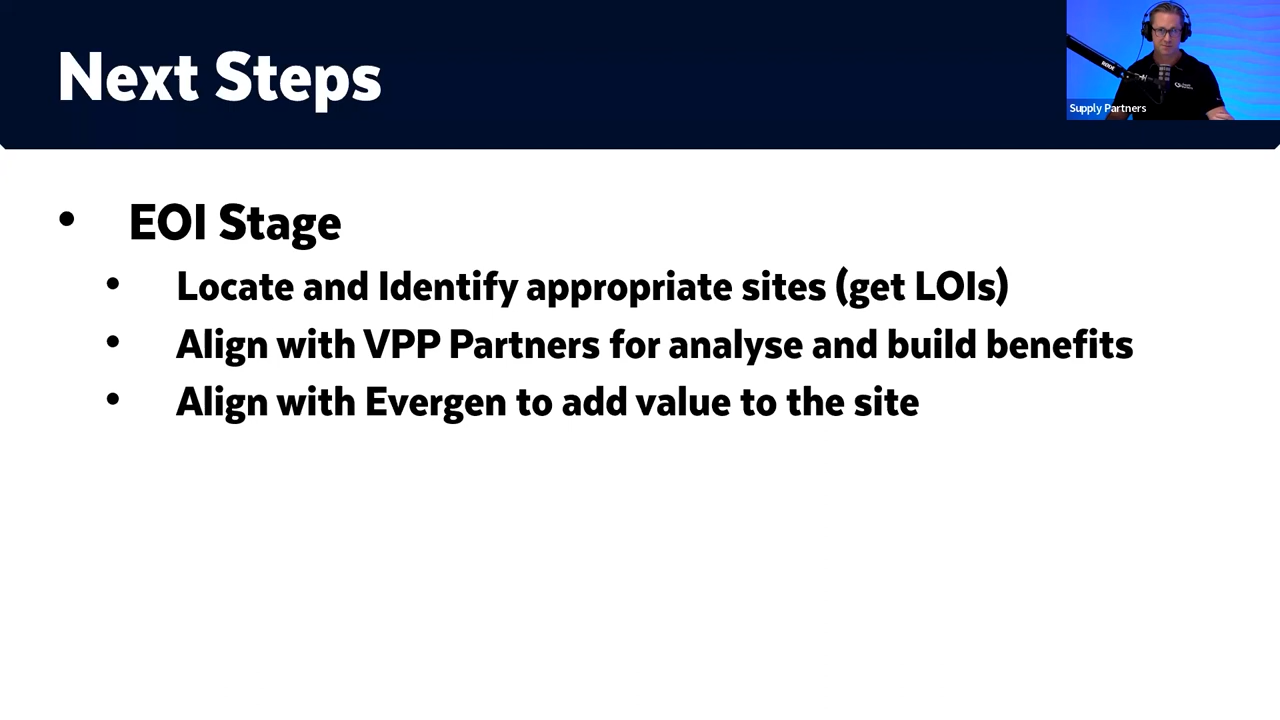 Next Steps
RODE
Supply Partners
• EOI Stage
• Locate and Identify appropriate sites (get LOIs)
• Align with VPP Partners for analyse and build benefits
• Align with Evergen to add value to the site